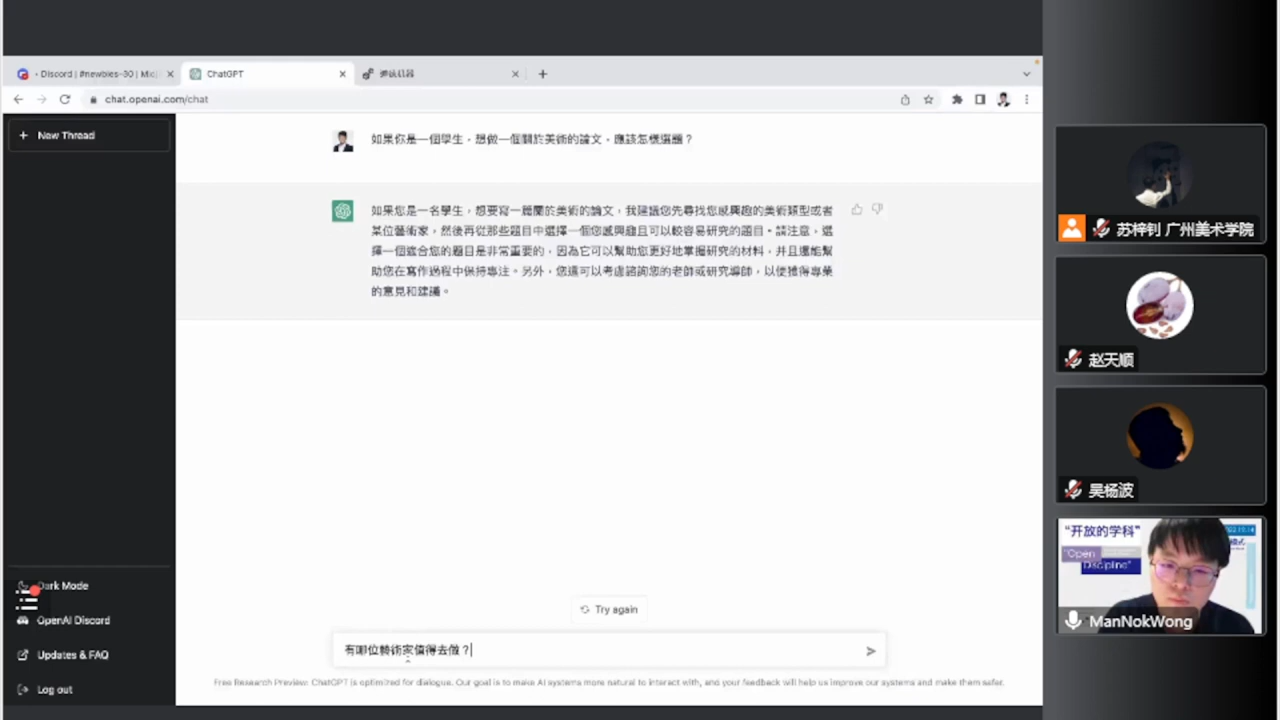 Discord | #newbies-30 | Mid
ChatGPT
chat.openai.com/chat
New Thread
如果你是一個學生，想做一個關於美術的論文，應該怎樣選題？
如果您是一名學生，想要寫一篇關於美術的論文，我建議您先尋找您感興趣的美術類型或者
某位藝術家，然後再從那些題目中選擇一個您感興趣且可以較容易研究的題目。請注意，選
擇一個適合您的題目是非常重要的，因為它可以幫助您更好地掌握研究的材料，并且還能幫
助您在寫作過程中保持專注。另外，您還可以考慮諮詢您的老師或研究導師，以便獲得專業
的意見和建議。
Try again
有哪位藝術家值得去做？
Free Research Preview: ChatGPT is optimized for dialogue. Our goal is to make AI systems more natural to interact with, and your feedback will help us improve our systems and make them safer.
Dark Mode
OpenAI Discord
Updates & FAQ
Log out
苏梓钊 广州美术学院
赵天顺
吴杨波
“开放的学科”
"Open
Discipline"
ManNokWong